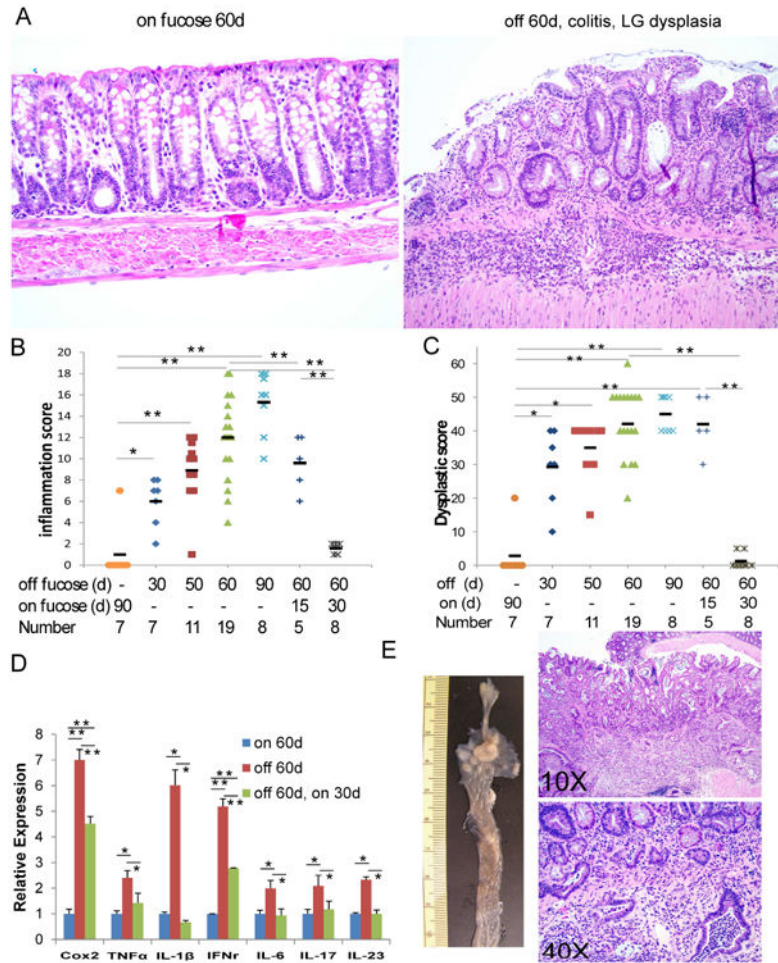 A
on fucose 60d
off 60d, colitis, LG dysplasia
B
inflammation score
20
18
16
14
12
10
8
6
4
2
0
* ** ** ** ** ** **
off fucose (d) - 30 50 60 90 60 60
on fucose (d) 90 - - - - 15 30
Number 7 7 11 19 8 5 8
C
Dysplastic score
60
50
40
30
20
10
0
* * ** ** ** ** **
off (d) - 30 50 60 90 60 60
on (d) 90 - - - - 15 30
Number 7 7 11 19 8 5 8
D
Relative Expression
8
7
6
5
4
3
2
1
0
** ** ** * * * * ** ** ** * * * * * *
on 60d
off 60d
off 60d, on 30d
Cox2 TNFα IL-1β IFNr IL-6 IL-17 IL-23
E
10X
40X